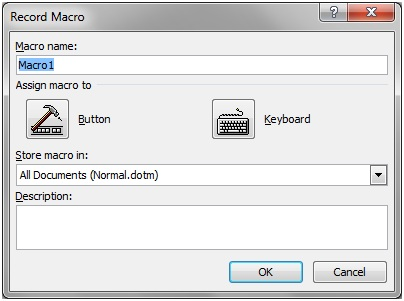 Record Macro
Macro name:
Macro1
Assign macro to
Button
Keyboard
Store macro in:
All Documents (Normal.dotm)
Description:
OK
Cancel